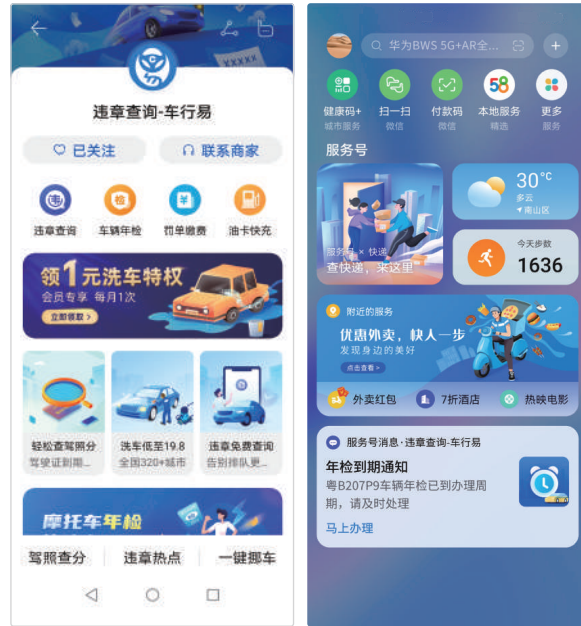 XXXXX
违章查询-车行易
已关注
联系商家
违
检
违章查询
车辆年检
罚单缴费
油卡快充
领1元洗车特权
会员专享 每月1次
立即领取>
轻松查驾照分
驾驶证到期...
洗车低至19.8
全国320+城市
违章免费查询
告别排队更...
摩托车年检
驾照查分
违章热点
一键挪车
华为BWS 5G+AR全...
健康码+
城市服务
扫一扫
微信
付款码
微信
58
本地服务
精选
更多
服务
服务号
服务号 × 快递
查快递,来这里
30°C
多云
南山区
今天步数
1636
附近的服务
优惠外卖,快人一步
发现身边的美好
点击查看>
外卖红包
7折酒店
热映电影
服务号消息·违章查询-车行易
年检到期通知
粤B207P9车辆年检已到办理周
期,请及时处理
马上办理